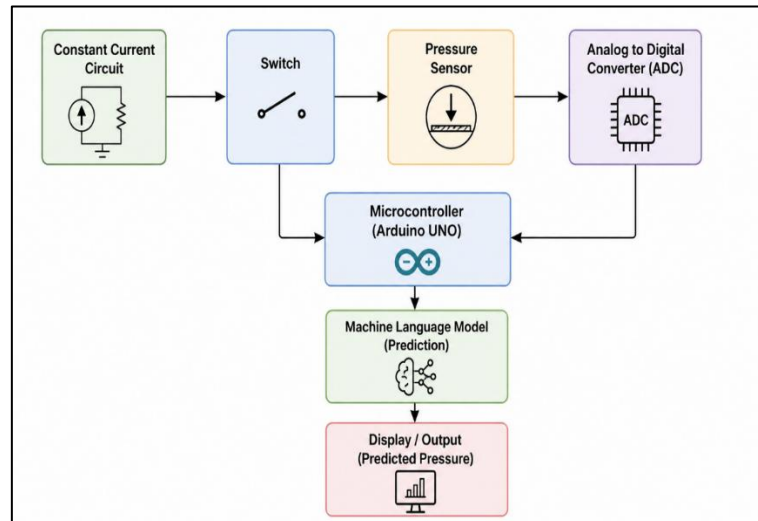 Constant Current
Circuit
Switch
Pressure
Sensor
Analog to Digital
Converter (ADC)
ADC
Microcontroller
(Arduino UNO)
Machine Language Model
(Prediction)
Display / Output
(Predicted Pressure)